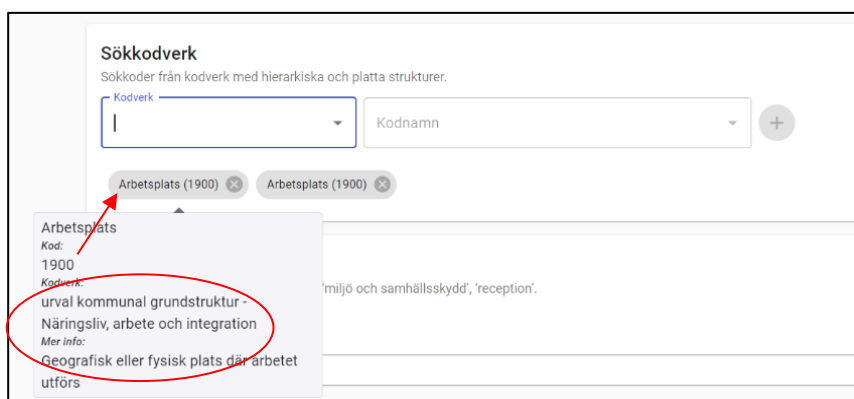 Sökkodverk
Sökkoder från kodverk med hierarkiska och platta strukturer.
Kodverk
Kodnamn
Arbetsplats (1900)
Arbetsplats (1900)
Arbetsplats
Kod:
1900
Kodverk:
urval kommunal grundstruktur -
Näringsliv, arbete och integration
Mer info:
Geografisk eller fysisk plats där arbetet
utförs
'miljö och samhällsskydd', 'reception'.